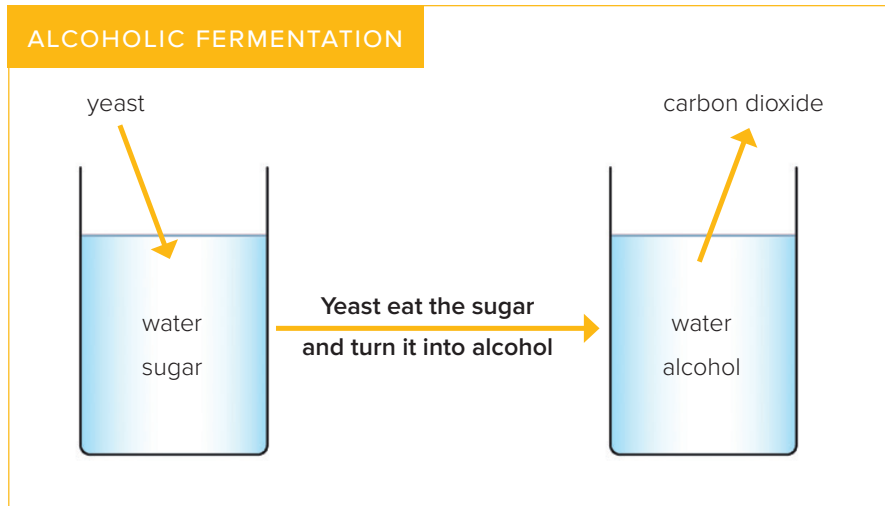 ALCOHOLIC FERMENTATION
yeast
carbon dioxide
water
sugar
Yeast eat the sugar
and turn it into alcohol
water
alcohol